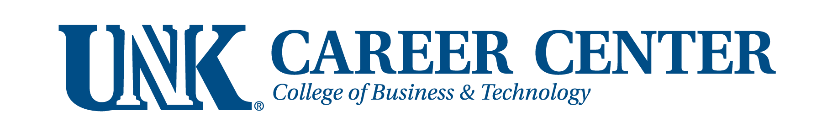 UNK® CAREER CENTER
College of Business & Technology